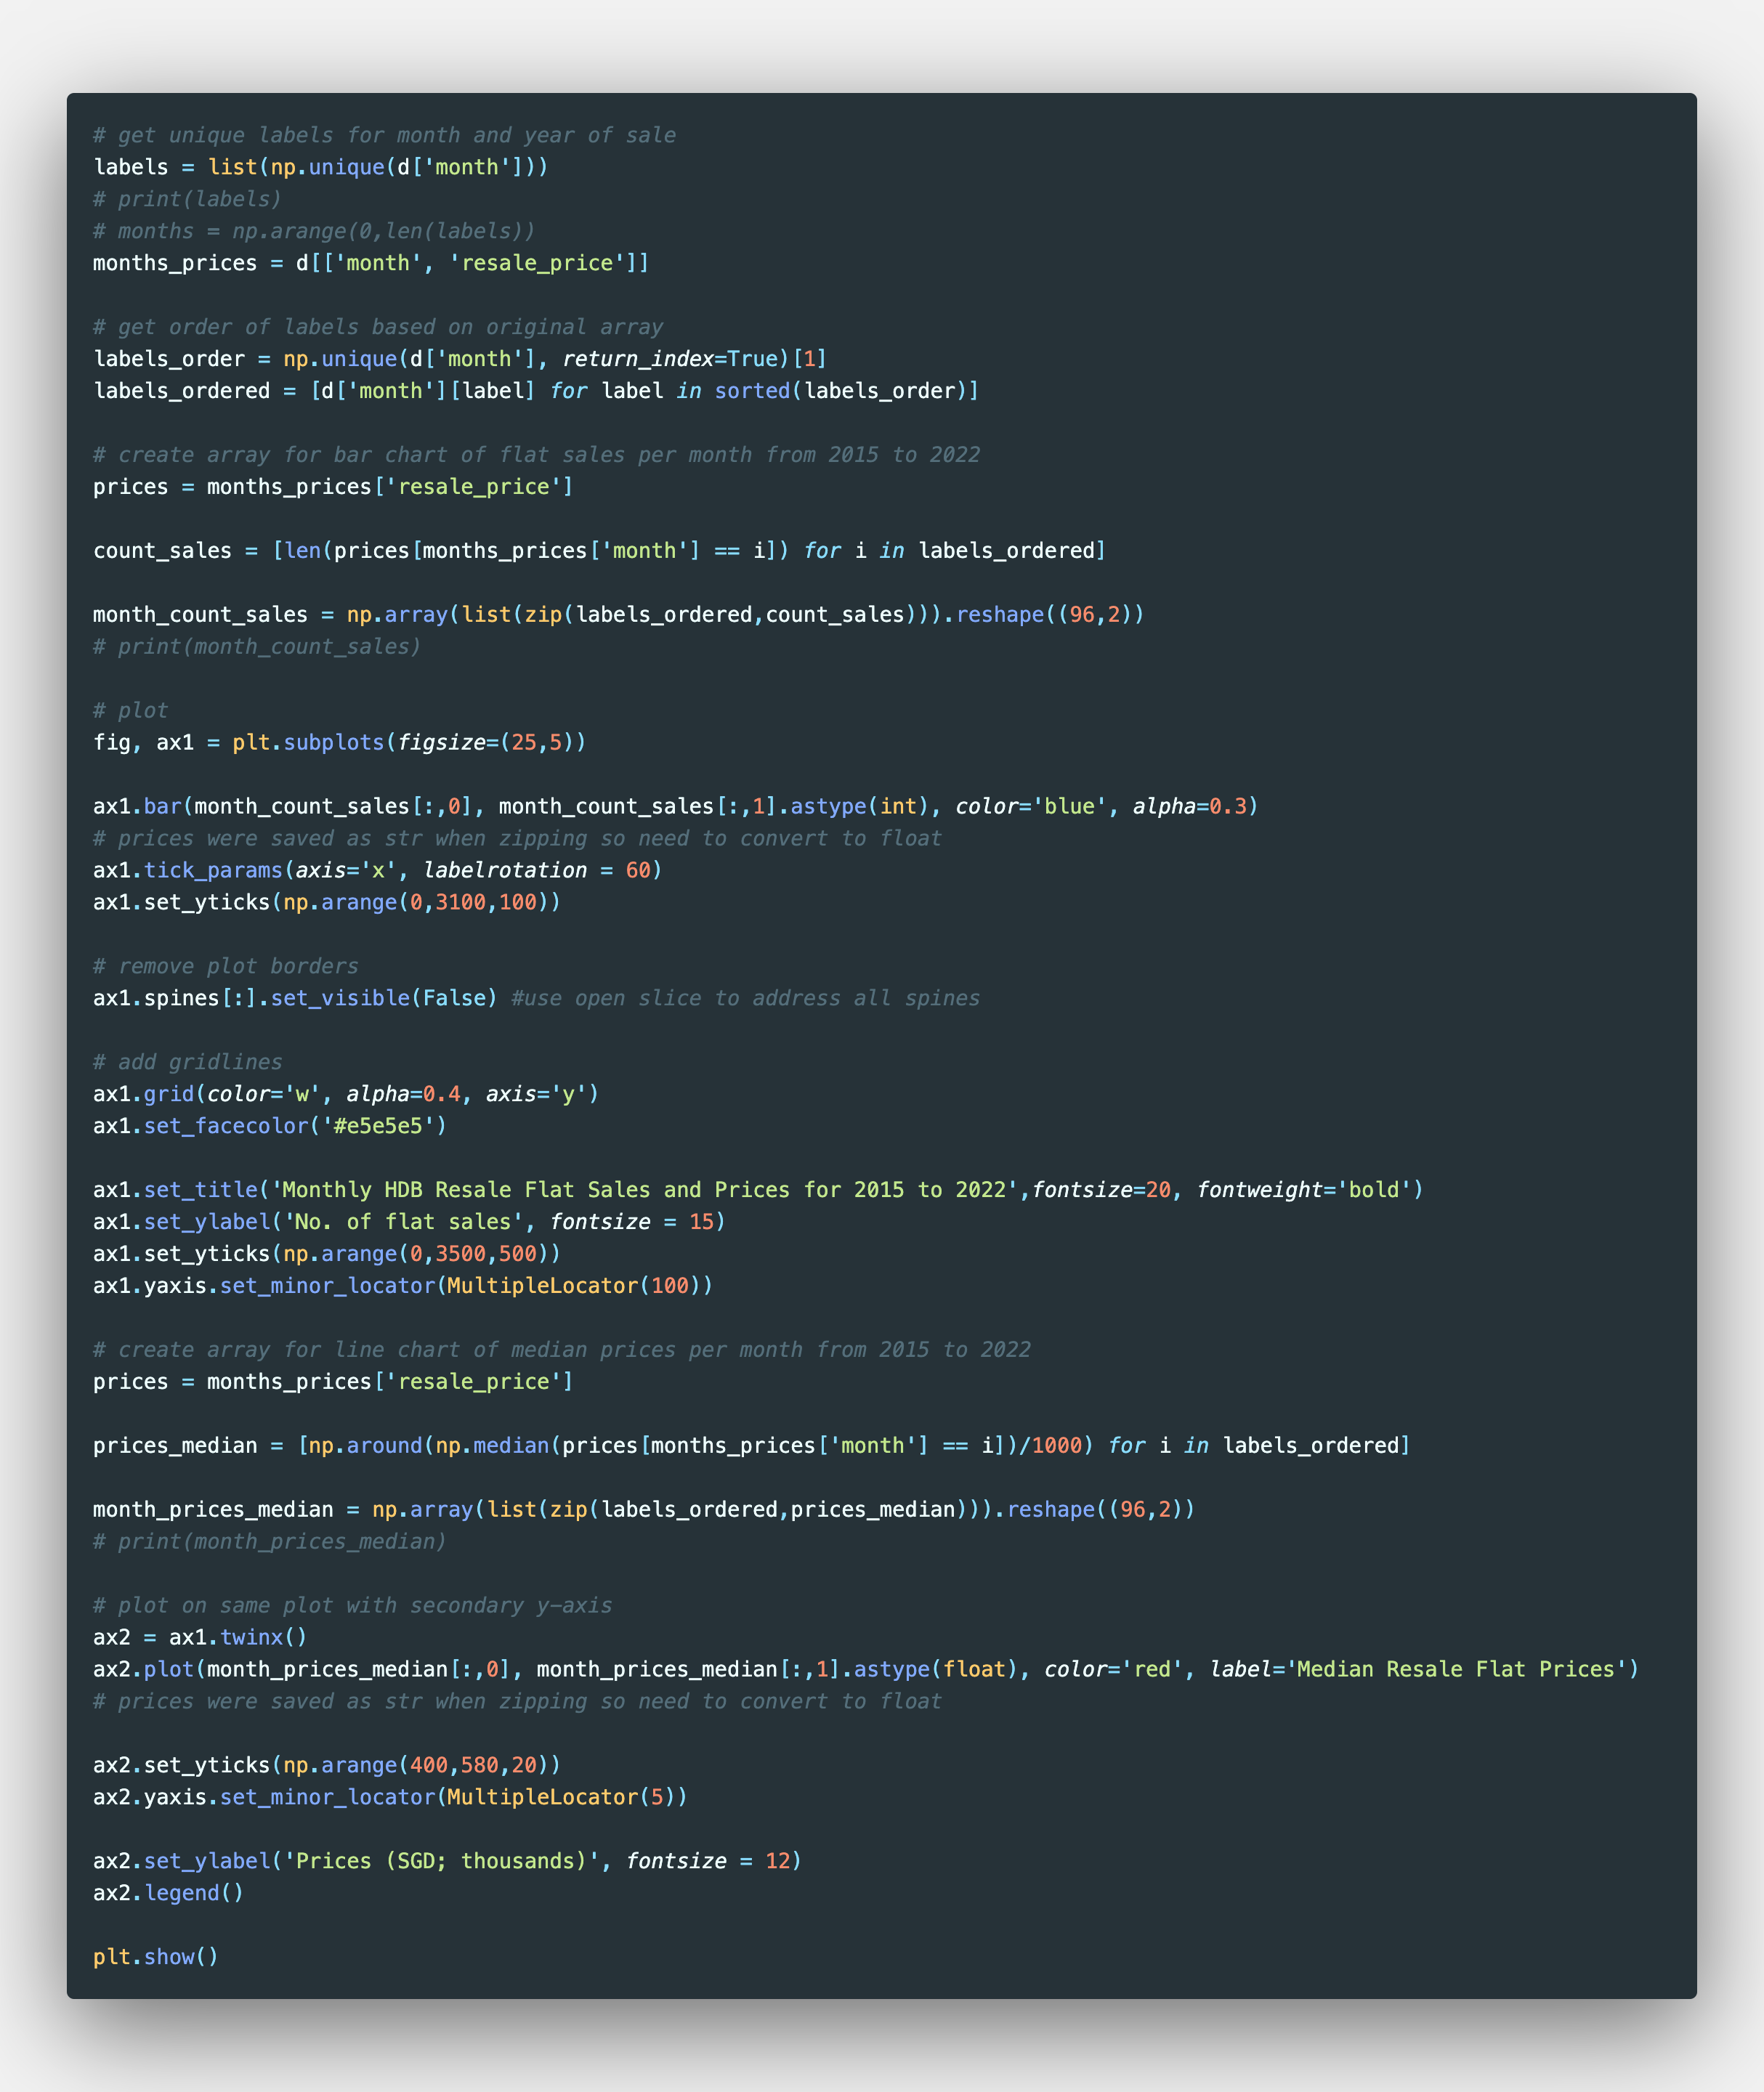 # get unique labels for month and year of sale
labels = list(np.unique(d['month']))
# print(labels)
# months = np.arange(0,len(labels))
months_prices = d[['month', 'resale_price']]
# get order of labels based on original array
labels_order = np.unique(d['month'], return_index=True)[1]
labels_ordered = [d['month'][label] for label in sorted(labels_order)]
# create array for bar chart of flat sales per month from 2015 to 2022
prices = months_prices['resale_price']
count_sales = [len(prices[months_prices['month'] == i]) for i in labels_ordered]
month_count_sales = np.array(list(zip(labels_ordered,count_sales))).reshape((96,2))
# print(month_count_sales)
# plot
fig, ax1 = plt.subplots(figsize=(25,5))
ax1.bar(month_count_sales[:,0], month_count_sales[:,1].astype(int), color='blue', alpha=0.3)
# prices were saved as str when zipping so need to convert to float
ax1.tick_params(axis='x', labelrotation = 60)
ax1.set_yticks(np.arange(0,3100,100))
# remove plot borders
ax1.spines[:].set_visible(False) #use open slice to address all spines
# add gridlines
ax1.grid(color='w', alpha=0.4, axis='y')
ax1.set_facecolor('#e5e5e5')
ax1.set_title('Monthly HDB Resale Flat Sales and Prices for 2015 to 2022',fontsize=20, fontweight='bold')
ax1.set_ylabel('No. of flat sales', fontsize = 15)
ax1.set_yticks(np.arange(0,3500,500))
ax1.yaxis.set_minor_locator(MultipleLocator(100))
# create array for line chart of median prices per month from 2015 to 2022
prices = months_prices['resale_price']
prices_median = [np.around(np.median(prices[months_prices['month'] == i])/1000) for i in labels_ordered]
month_prices_median = np.array(list(zip(labels_ordered,prices_median))).reshape((96,2))
# print(month_prices_median)
# plot on same plot with secondary y-axis
ax2 = ax1.twinx()
ax2.plot(month_prices_median[:,0], month_prices_median[:,1].astype(float), color='red', label='Median Resale Flat Prices')
# prices were saved as str when zipping so need to convert to float
ax2.set_yticks(np.arange(400,580,20))
ax2.yaxis.set_minor_locator(MultipleLocator(5))
ax2.set_ylabel('Prices (SGD; thousands)', fontsize = 12)
ax2.legend()
plt.show()